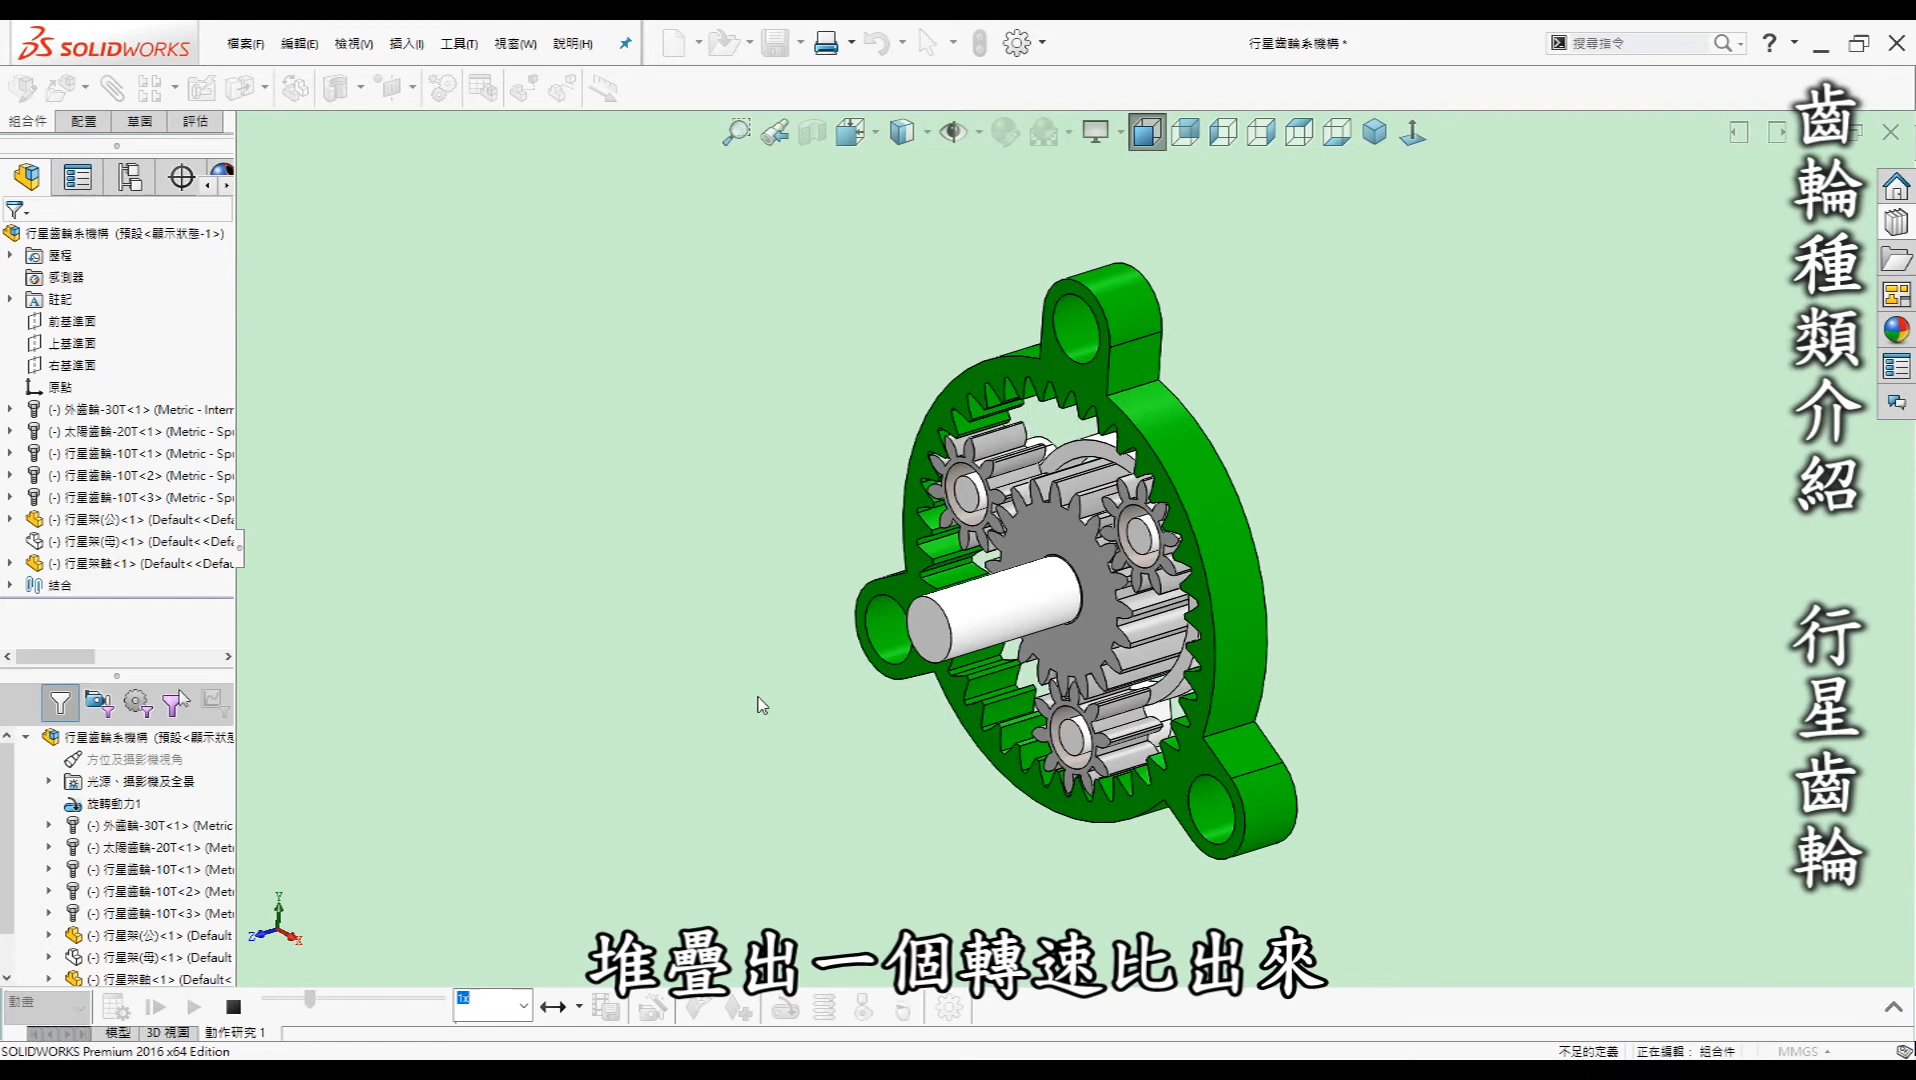 SOLIDWORKS
檔案(F) 編輯(E) 檢視(V) 插入(I) 工具(T) 視窗(W) 說明(H)
行星齒輪系機構 *
搜尋指令
?
組合件 配置 草圖 評估
行星齒輪系機構 (預設<顯示狀態-1>)
歷程
感測器
註記
前基準面
上基準面
右基準面
原點
(-) 外齒輪-30T<1> (Metric - Intern
(-) 太陽齒輪-20T<1> (Metric - Spu
(-) 行星齒輪-10T<1> (Metric - Spu
(-) 行星齒輪-10T<2> (Metric - Spu
(-) 行星齒輪-10T<3> (Metric - Spu
(-) 行星架(公)<1> (Default<<Defa
(-) 行星架(母)<1> (Default<<Defa
(-) 行星架軸<1> (Default<<Defau
結合
行星齒輪系機構 (預設<顯示狀態
方位及攝影機視角
光源、攝影機及全景
旋轉動力1
(-) 外齒輪-30T<1> (Metric
(-) 太陽齒輪-20T<1> (Met
(-) 行星齒輪-10T<1> (Met
(-) 行星齒輪-10T<2> (Met
(-) 行星齒輪-10T<3> (Met
(-) 行星架(公)<1> (Default
(-) 行星架(母)<1> (Default
(-) 行星架軸<1> (Default<
Y
Z X
齒輪種類介紹 行星齒輪
堆疊出一個轉速比出來
動畫
1x
模型 3D 視圖 動作研究 1
SOLIDWORKS Premium 2016 x64 Edition
不足的定義 正在編輯： 組合件 MMGS